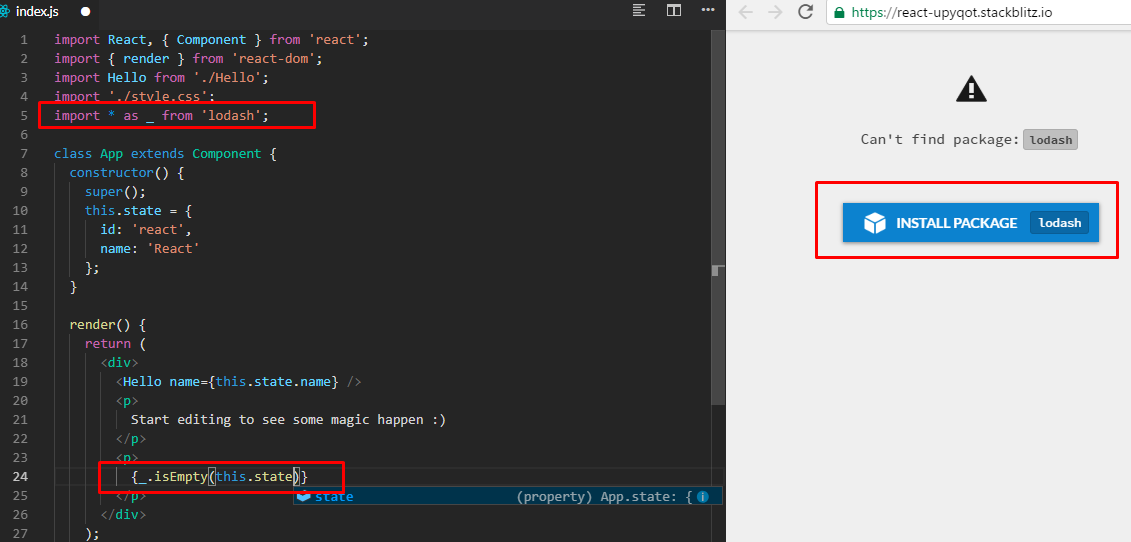 index.js
1 import React, { Component } from 'react';
2 import { render } from 'react-dom';
3 import Hello from './Hello';
4 import './style.css';
5 import * as _ from 'lodash';
6
7 class App extends Component {
8 constructor() {
9 super();
10 this.state = {
11 id: 'react',
12 name: 'React'
13 };
14 }
15
16 render() {
17 return (
18 <div>
19 <Hello name={this.state.name} />
20 <p>
21 Start editing to see some magic happen :)
22 </p>
23 <p>
24 {_.isEmpty(this.state)}
25 </p>
state (property) App.state: {
26 </div>
27 );
https://react-upyqot.stackblitz.io
Can't find package: lodash
INSTALL PACKAGE lodash